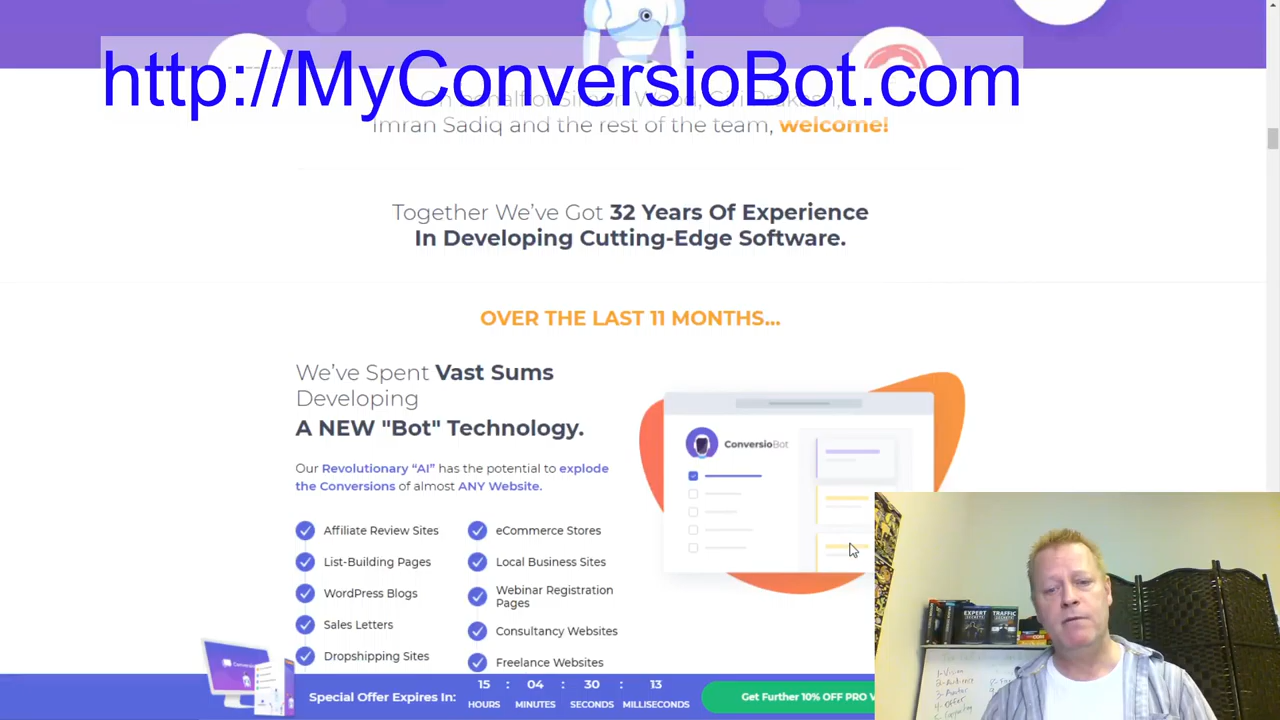 http://MyConversioBot.com
Imran Sadiq and the rest of the team, welcome!
Together We've Got 32 Years Of Experience
In Developing Cutting-Edge Software.
OVER THE LAST 11 MONTHS...
We've Spent Vast Sums
Developing
A NEW "Bot" Technology.
Our Revolutionary "AI" has the potential to explode
the Conversions of almost ANY Website.
Affiliate Review Sites
List-Building Pages
WordPress Blogs
Sales Letters
Dropshipping Sites
eCommerce Stores
Local Business Sites
Webinar Registration
Pages
Consultancy Websites
Freelance Websites
ConversioBot
Special Offer Expires In:
15 : 04 : 30 : 13
HOURS MINUTES SECONDS MILLISECONDS
Get Further 10% OFF PRO
EXPERT
TRAFFIC